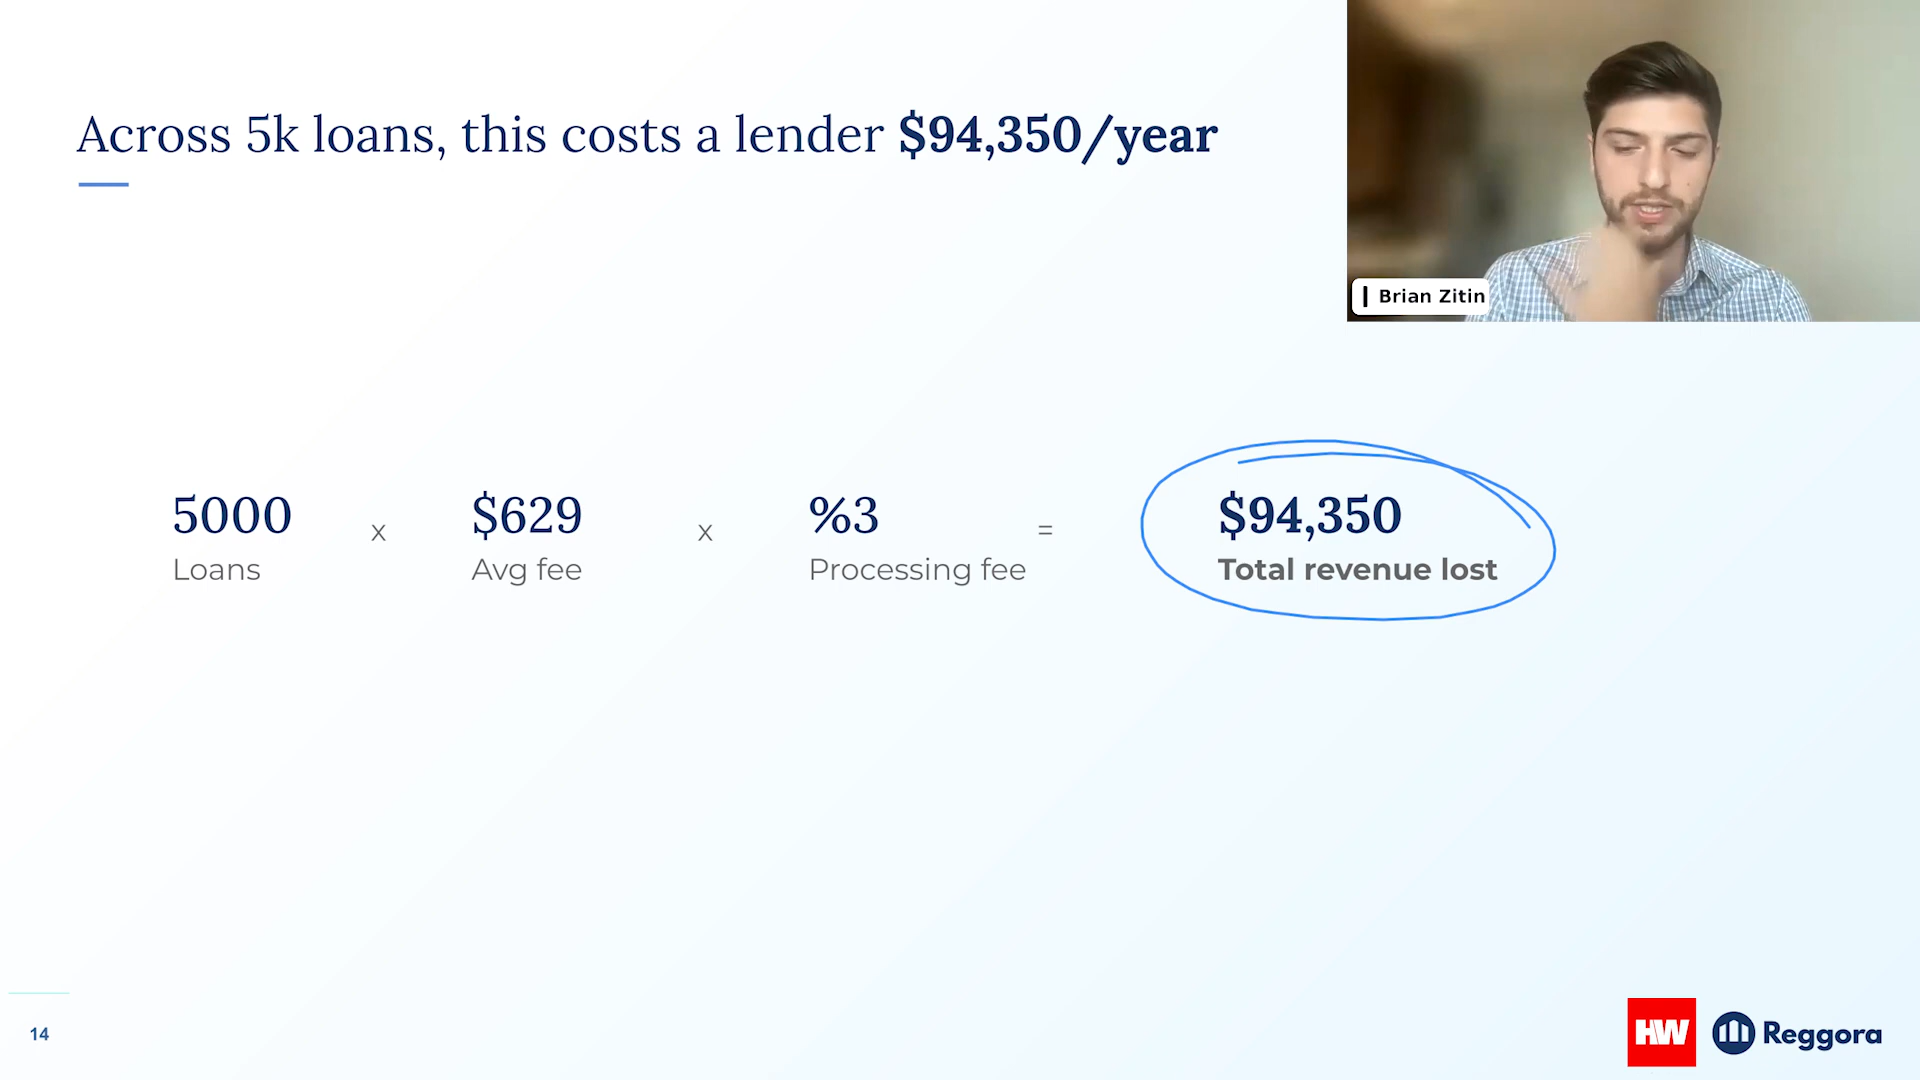 Across 5k loans, this costs a lender $94,350/year
Brian Zitin
5000 x $629 x %3 = $94,350
Loans Avg fee Processing fee Total revenue lost
14
HW Reggora